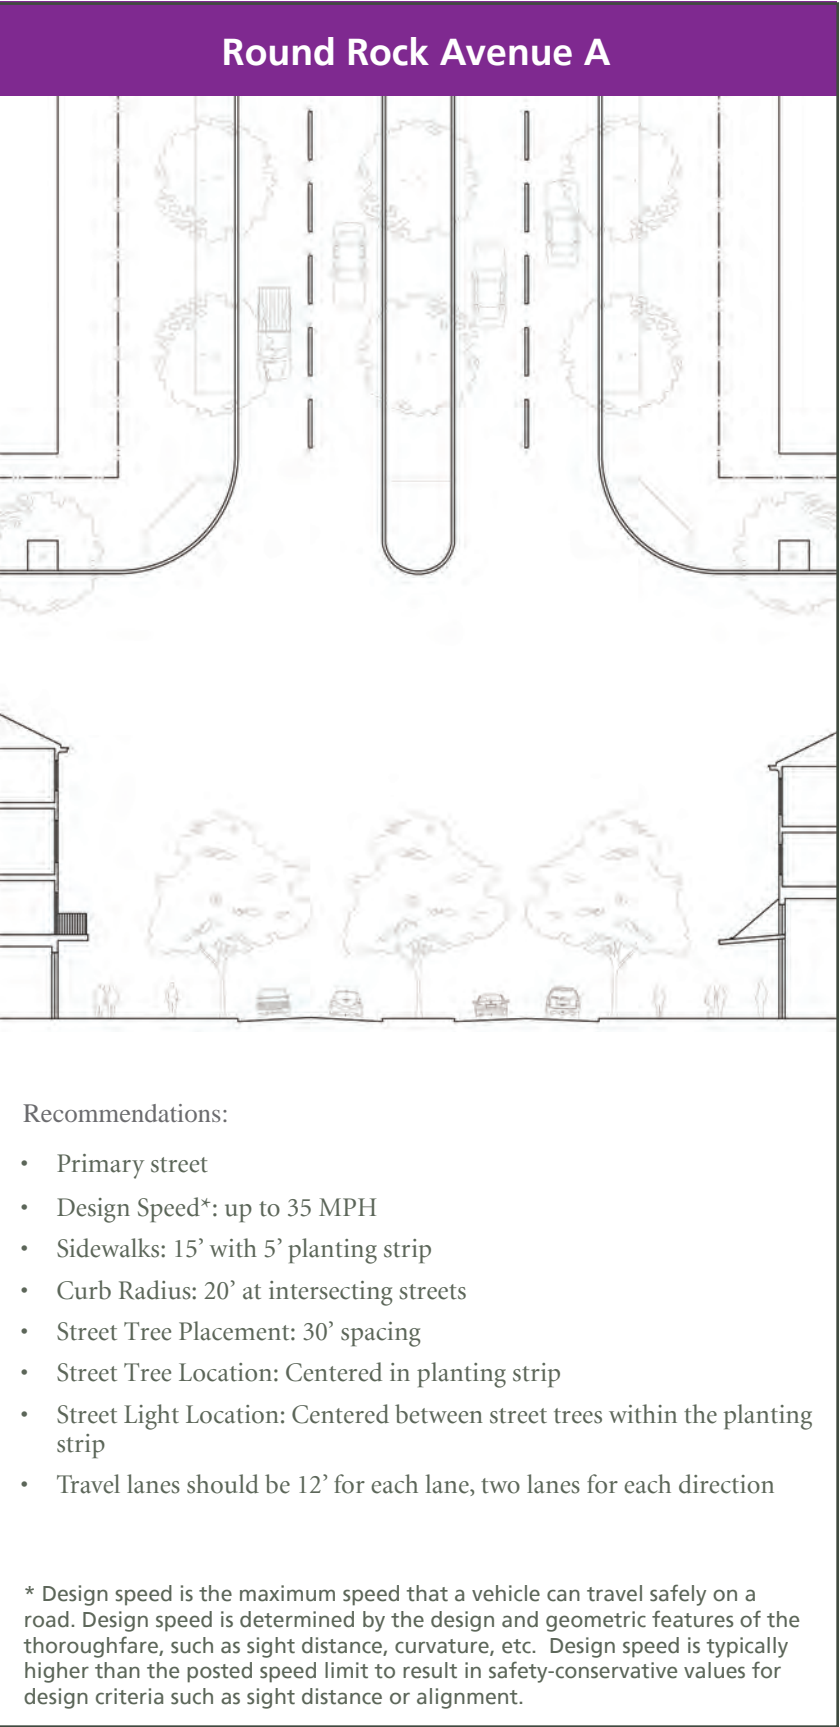 Round Rock Avenue A
Recommendations:
• Primary street
• Design Speed*: up to 35 MPH
• Sidewalks: 15’ with 5’ planting strip
• Curb Radius: 20’ at intersecting streets
• Street Tree Placement: 30’ spacing
• Street Tree Location: Centered in planting strip
• Street Light Location: Centered between street trees within the planting
strip
• Travel lanes should be 12’ for each lane, two lanes for each direction
* Design speed is the maximum speed that a vehicle can travel safely on a
road. Design speed is determined by the design and geometric features of the
thoroughfare, such as sight distance, curvature, etc.  Design speed is typically
higher than the posted speed limit to result in safety-conservative values for
design criteria such as sight distance or alignment.